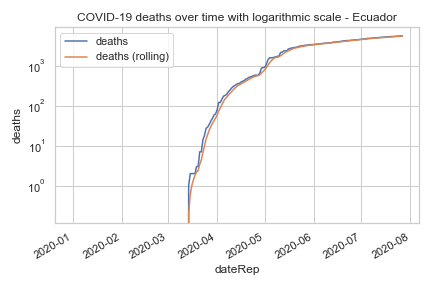 COVID-19 deaths over time with logarithmic scale - Ecuador
deaths
deaths (rolling)
10³
10²
10¹
10⁰
deaths
2020-01
2020-02
2020-03
2020-04
2020-05
2020-06
2020-07
2020-08
dateRep